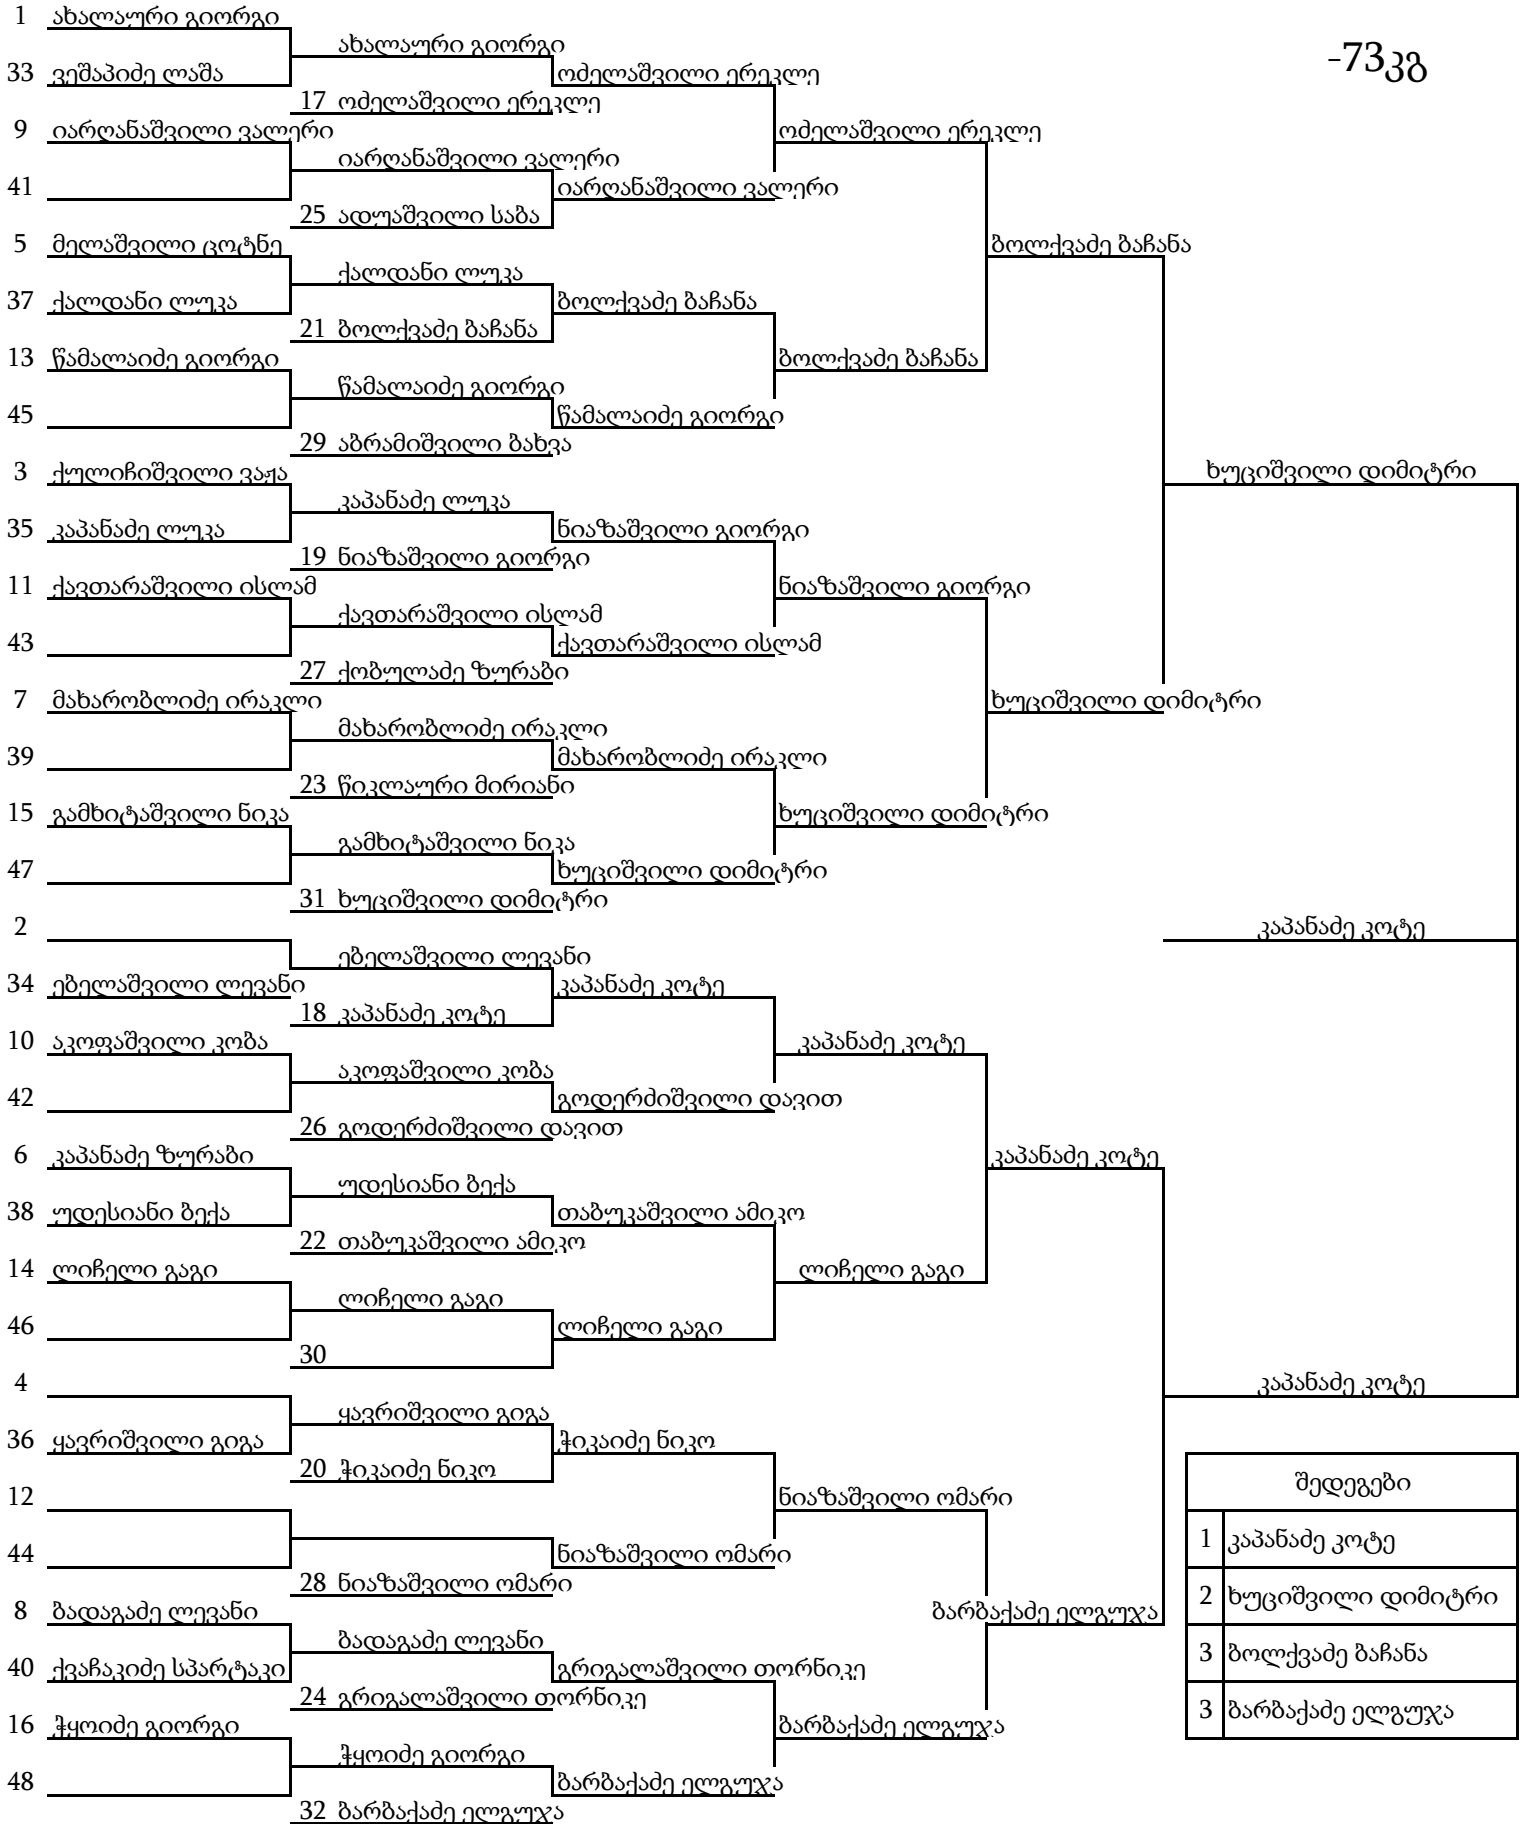 1 ახალაური გიორგი
ახალაური გიორგი
-73კგ
33 ვეშაპიძე ლაშა
ოძელაშვილი ერეკლე
17 ოძელაშვილი ერეკლე
9 იარღანაშვილი ვალერი
ოძელაშვილი ერეკლე
იარღანაშვილი ვალერი
41
იარღანაშვილი ვალერი
25 ადუაშვილი საბა
5 მელაშვილი ცოტნე
ბოლქვაძე ბაჩანა
ქალდანი ლუკა
37 ქალდანი ლუკა
ბოლქვაძე ბაჩანა
21 ბოლქვაძე ბაჩანა
13 წამალაიძე გიორგი
ბოლქვაძე ბაჩანა
წამალაიძე გიორგი
45
წამალაიძე გიორგი
29 აბრამიშვილი ბახვა
3 ქულიჩიშვილი ვაჟა
ხუციშვილი დიმიტრი
კაპანაძე ლუკა
35 კაპანაძე ლუკა
ნიაზაშვილი გიორგი
19 ნიაზაშვილი გიორგი
11 ქავთარაშვილი ისლამ
ნიაზაშვილი გიორგი
ქავთარაშვილი ისლამ
43
ქავთარაშვილი ისლამ
27 ქობულაძე ზურაბი
7 მახარობლიძე ირაკლი
ხუციშვილი დიმიტრი
მახარობლიძე ირაკლი
39
მახარობლიძე ირაკლი
23 წიკლაური მირიანი
15 გამხიტაშვილი ნიკა
ხუციშვილი დიმიტრი
გამხიტაშვილი ნიკა
47
ხუციშვილი დიმიტრი
31 ხუციშვილი დიმიტრი
2
კაპანაძე კოტე
ებელაშვილი ლევანი
34 ებელაშვილი ლევანი
კაპანაძე კოტე
18 კაპანაძე კოტე
10 აკოფაშვილი კობა
კაპანაძე კოტე
აკოფაშვილი კობა
42
გოდერძიშვილი დავით
26 გოდერძიშვილი დავით
6 კაპანაძე ზურაბი
კაპანაძე კოტე
უდესიანი ბექა
38 უდესიანი ბექა
თაბუკაშვილი ამიკო
22 თაბუკაშვილი ამიკო
14 ლიჩელი გაგი
ლიჩელი გაგი
ლიჩელი გაგი
46
ლიჩელი გაგი
30
4
კაპანაძე კოტე
ყავრიშვილი გიგა
36 ყავრიშვილი გიგა
ჭიკაიძე ნიკო
20 ჭიკაიძე ნიკო
შედეგები
12
ნიაზაშვილი ომარი
1 კაპანაძე კოტე
44
ნიაზაშვილი ომარი
28 ნიაზაშვილი ომარი
2 ხუციშვილი დიმიტრი
8 ბადაგაძე ლევანი
ბარბაქაძე ელგუჯა
ბადაგაძე ლევანი
3 ბოლქვაძე ბაჩანა
40 ქვაჩაკიძე სპარტაკი
გრიგალაშვილი თორნიკე
24 გრიგალაშვილი თორნიკე
3 ბარბაქაძე ელგუჯა
16 ჭყოიძე გიორგი
ბარბაქაძე ელგუჯა
ჭყოიძე გიორგი
48
ბარბაქაძე ელგუჯა
32 ბარბაქაძე ელგუჯა